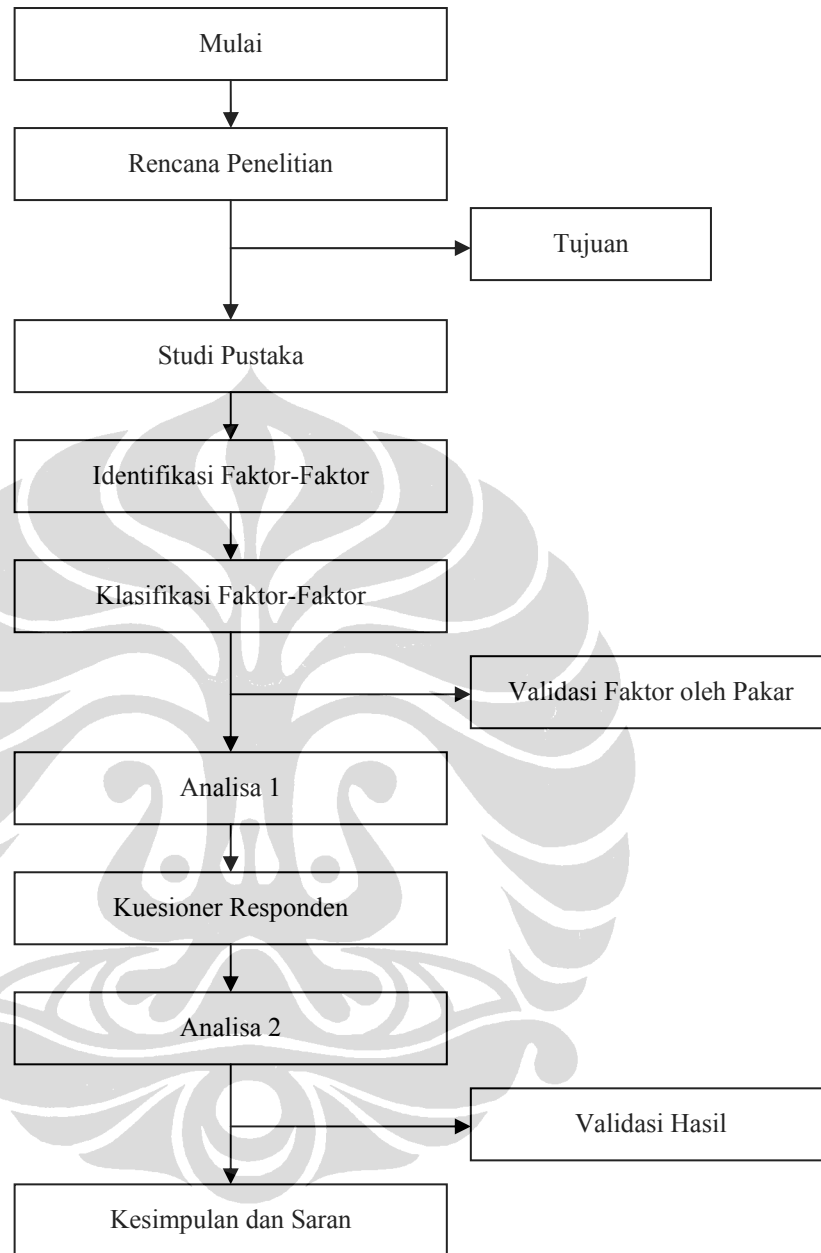 Mulai
Rencana Penelitian
Tujuan
Studi Pustaka
Identifikasi Faktor-Faktor
Klasifikasi Faktor-Faktor
Validasi Faktor oleh Pakar
Analisa 1
Kuesioner Responden
Analisa 2
Validasi Hasil
Kesimpulan dan Saran